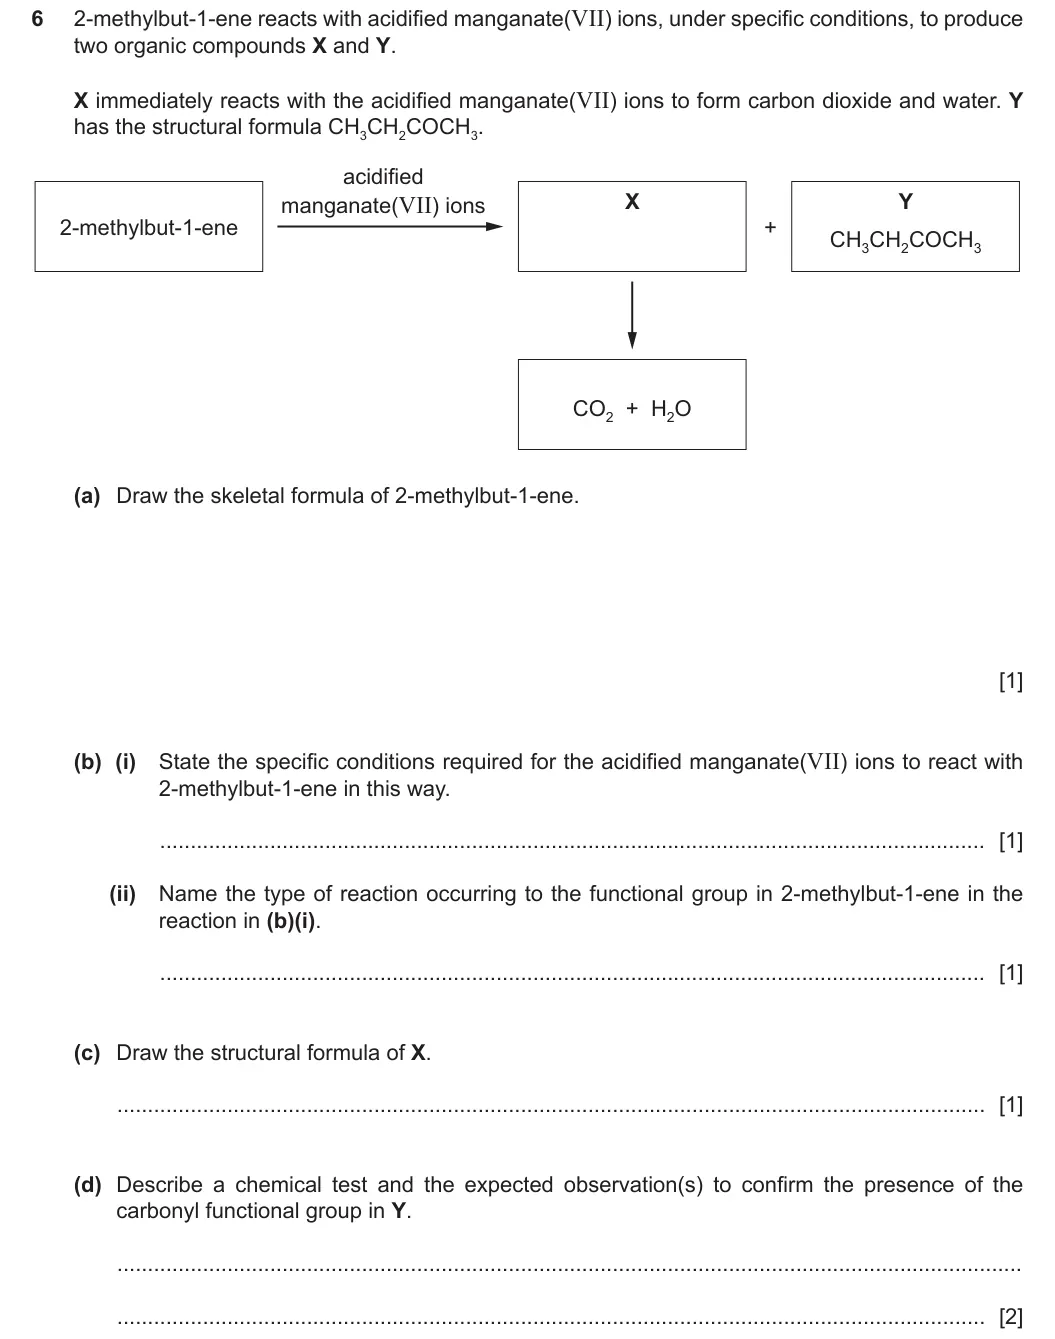 6 2-methylbut-1-ene reacts with acidified manganate(VII) ions, under specific conditions, to produce
two organic compounds X and Y.
X immediately reacts with the acidified manganate(VII) ions to form carbon dioxide and water. Y
has the structural formula CH₃CH₂COCH₃.
acidified
manganate(VII) ions
2-methylbut-1-ene
X
+
Y
CH₃CH₂COCH₃
CO₂ + H₂O
(a) Draw the skeletal formula of 2-methylbut-1-ene.
[1]
(b) (i) State the specific conditions required for the acidified manganate(VII) ions to react with
2-methylbut-1-ene in this way.
.......................................................................................................................................... [1]
(ii) Name the type of reaction occurring to the functional group in 2-methylbut-1-ene in the
reaction in (b)(i).
.......................................................................................................................................... [1]
(c) Draw the structural formula of X.
................................................................................................................................................. [1]
(d) Describe a chemical test and the expected observation(s) to confirm the presence of the
carbonyl functional group in Y.
.......................................................................................................................................................
................................................................................................................................................. [2]